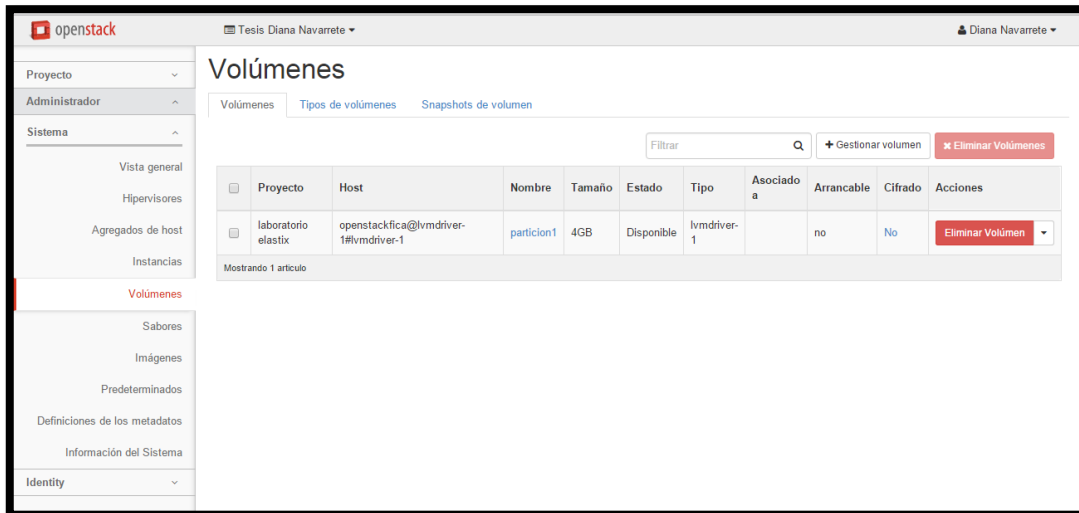 openstack
Tesis Diana Navarrete
Diana Navarrete
Proyecto
Administrador
Sistema
Vista general
Hipervisores
Agregados de host
Instancias
Volúmenes
Sabores
Imágenes
Predeterminados
Definiciones de los metadatos
Información del Sistema
Identity
Volúmenes
Volúmenes Tipos de volúmenes Snapshots de volumen
Filtrar
+ Gestionar volumen
✖ Eliminar Volúmenes
Proyecto Host Nombre Tamaño Estado Tipo Asociado a Arrancable Cifrado Acciones
laboratorio elastix openstackfica@lvmdriver-1#lvmdriver-1 particion1 4GB Disponible lvmdriver-1 no No Eliminar Volúmen
Mostrando 1 artículo